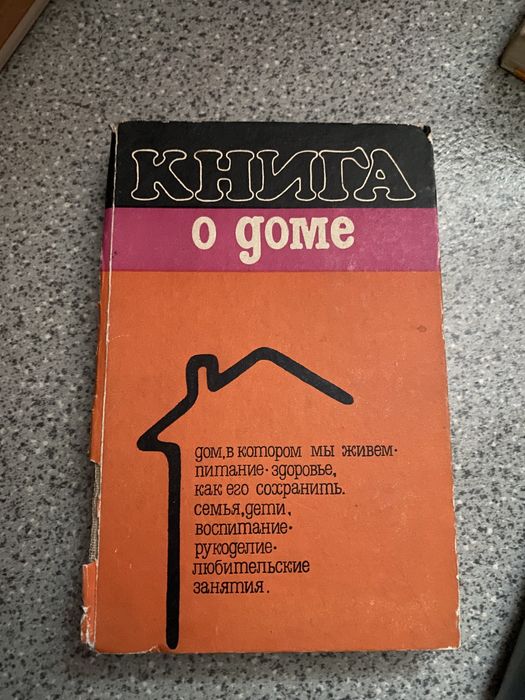 КНИГА
о доме
дом, в котором мы живем·
питание· здоровье,
как его сохранить.
семья, дети,
воспитание·
рукоделие·
любительские
занятия.